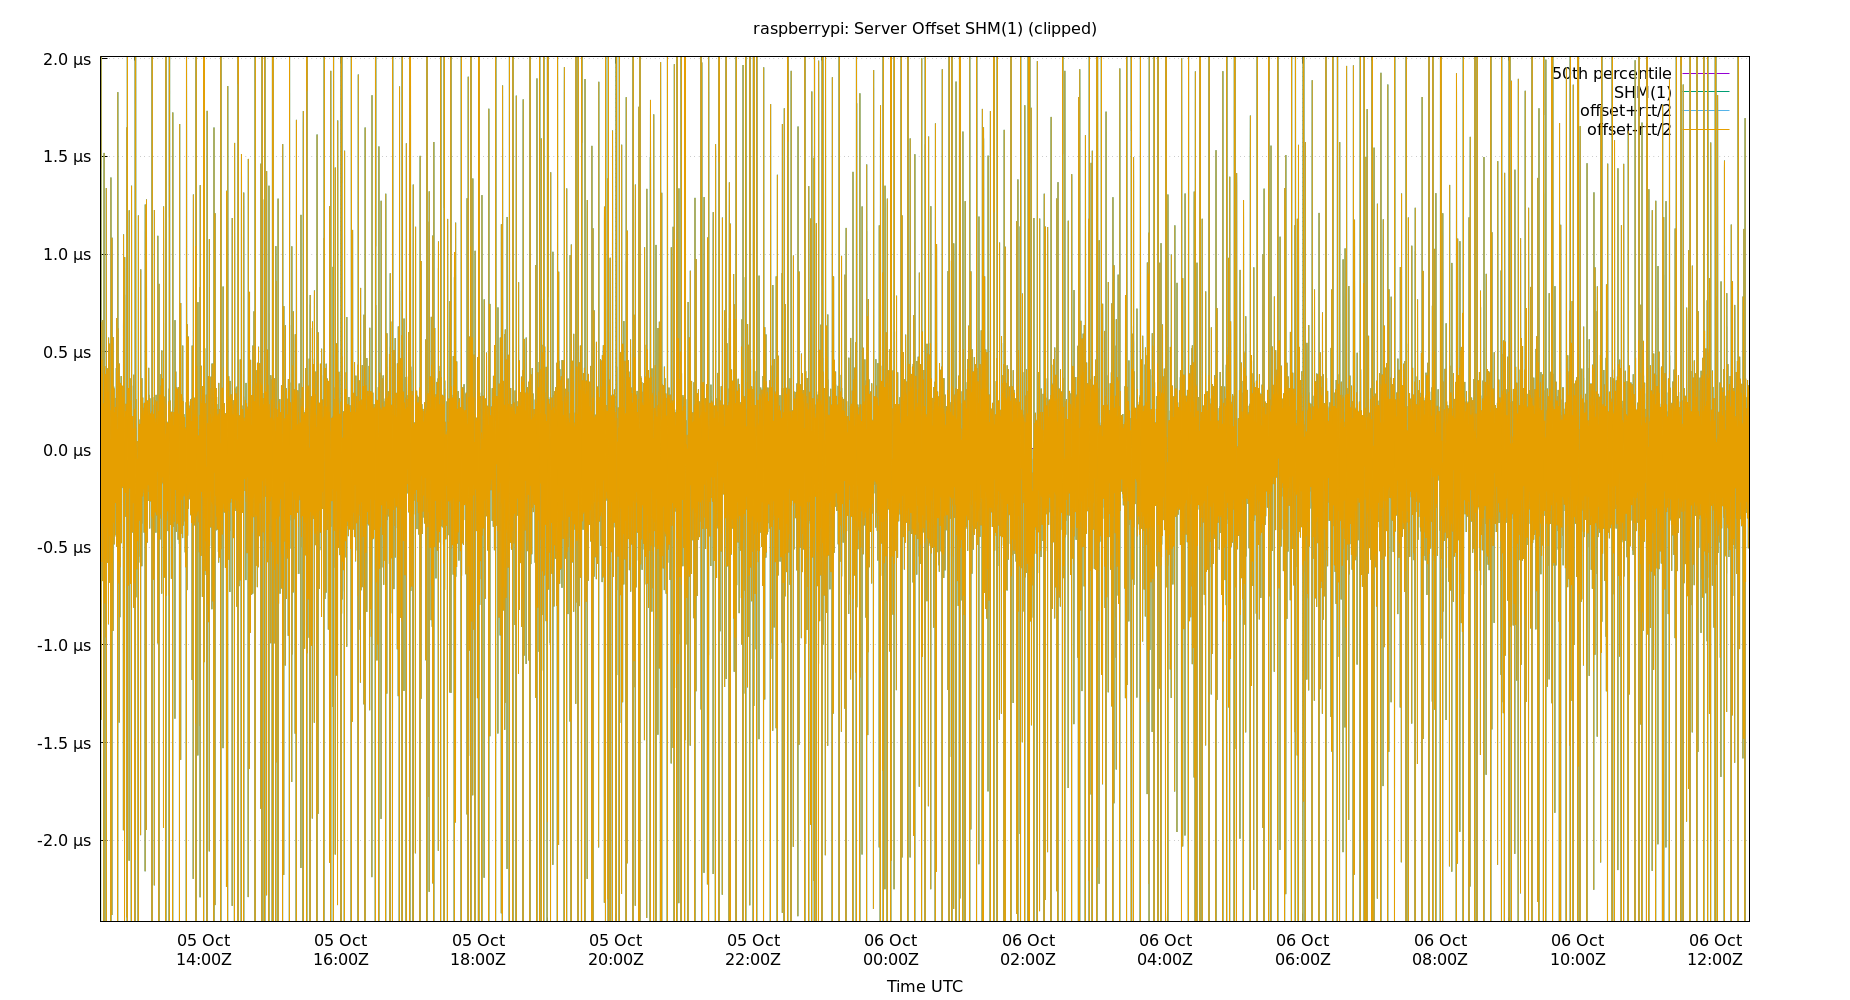 raspberrypi: Server Offset SHM(1) (clipped)
2.0 µs
1.5 µs
1.0 µs
0.5 µs
0.0 µs
-0.5 µs
-1.0 µs
-1.5 µs
-2.0 µs
50th percentile
SHM(1)
offset+rtt/2
offset-rtt/2
05 Oct 05 Oct 05 Oct 05 Oct 05 Oct 06 Oct 06 Oct 06 Oct 06 Oct 06 Oct 06 Oct 06 Oct
14:00Z 16:00Z 18:00Z 20:00Z 22:00Z 00:00Z 02:00Z 04:00Z 06:00Z 08:00Z 10:00Z 12:00Z
Time UTC